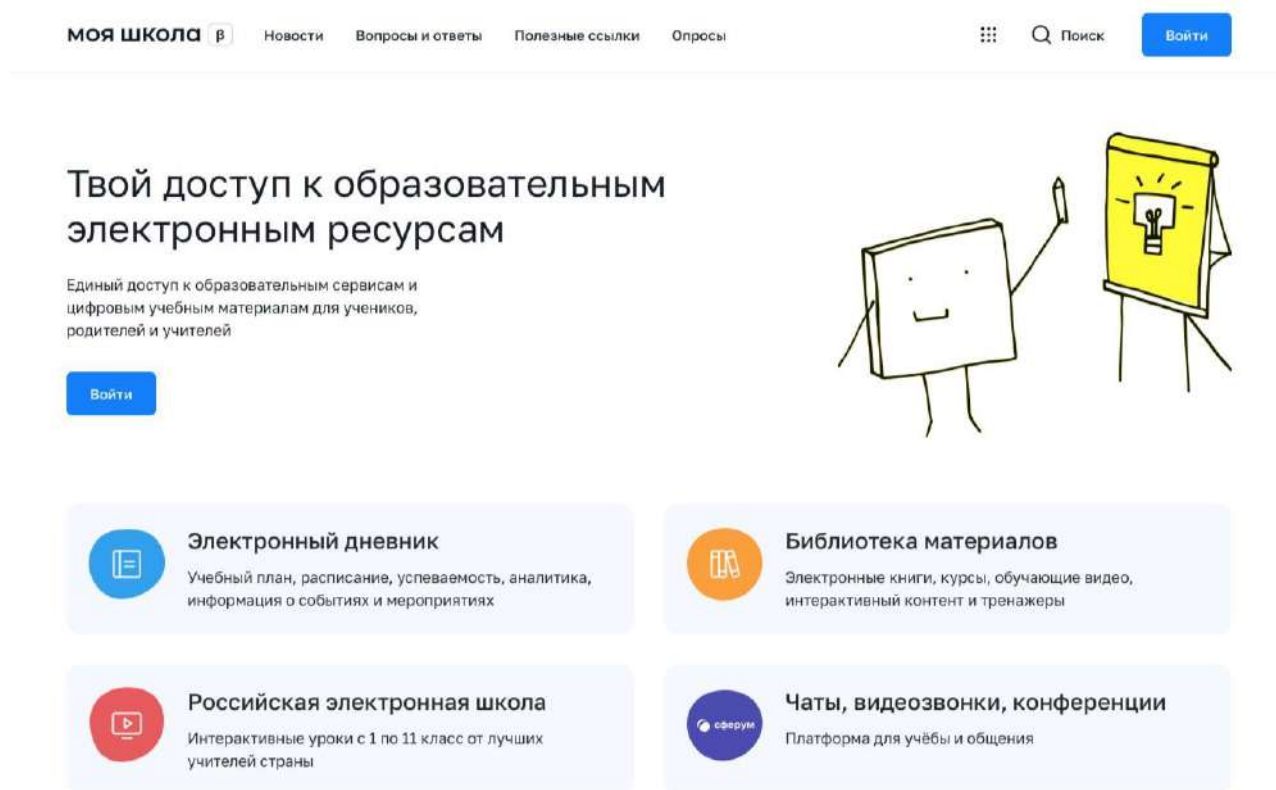 моя школа β Новости Вопросы и ответы Полезные ссылки Опросы Поиск Войти
Твой доступ к образовательным
электронным ресурсам
Единый доступ к образовательным сервисам и
цифровым учебным материалам для учеников,
родителей и учителей
Войти
Электронный дневник
Учебный план, расписание, успеваемость, аналитика,
информация о событиях и мероприятиях
Библиотека материалов
Электронные книги, курсы, обучающие видео,
интерактивный контент и тренажеры
Российская электронная школа
Интерактивные уроки с 1 по 11 класс от лучших
учителей страны
сферум
Чаты, видеозвонки, конференции
Платформа для учёбы и общения